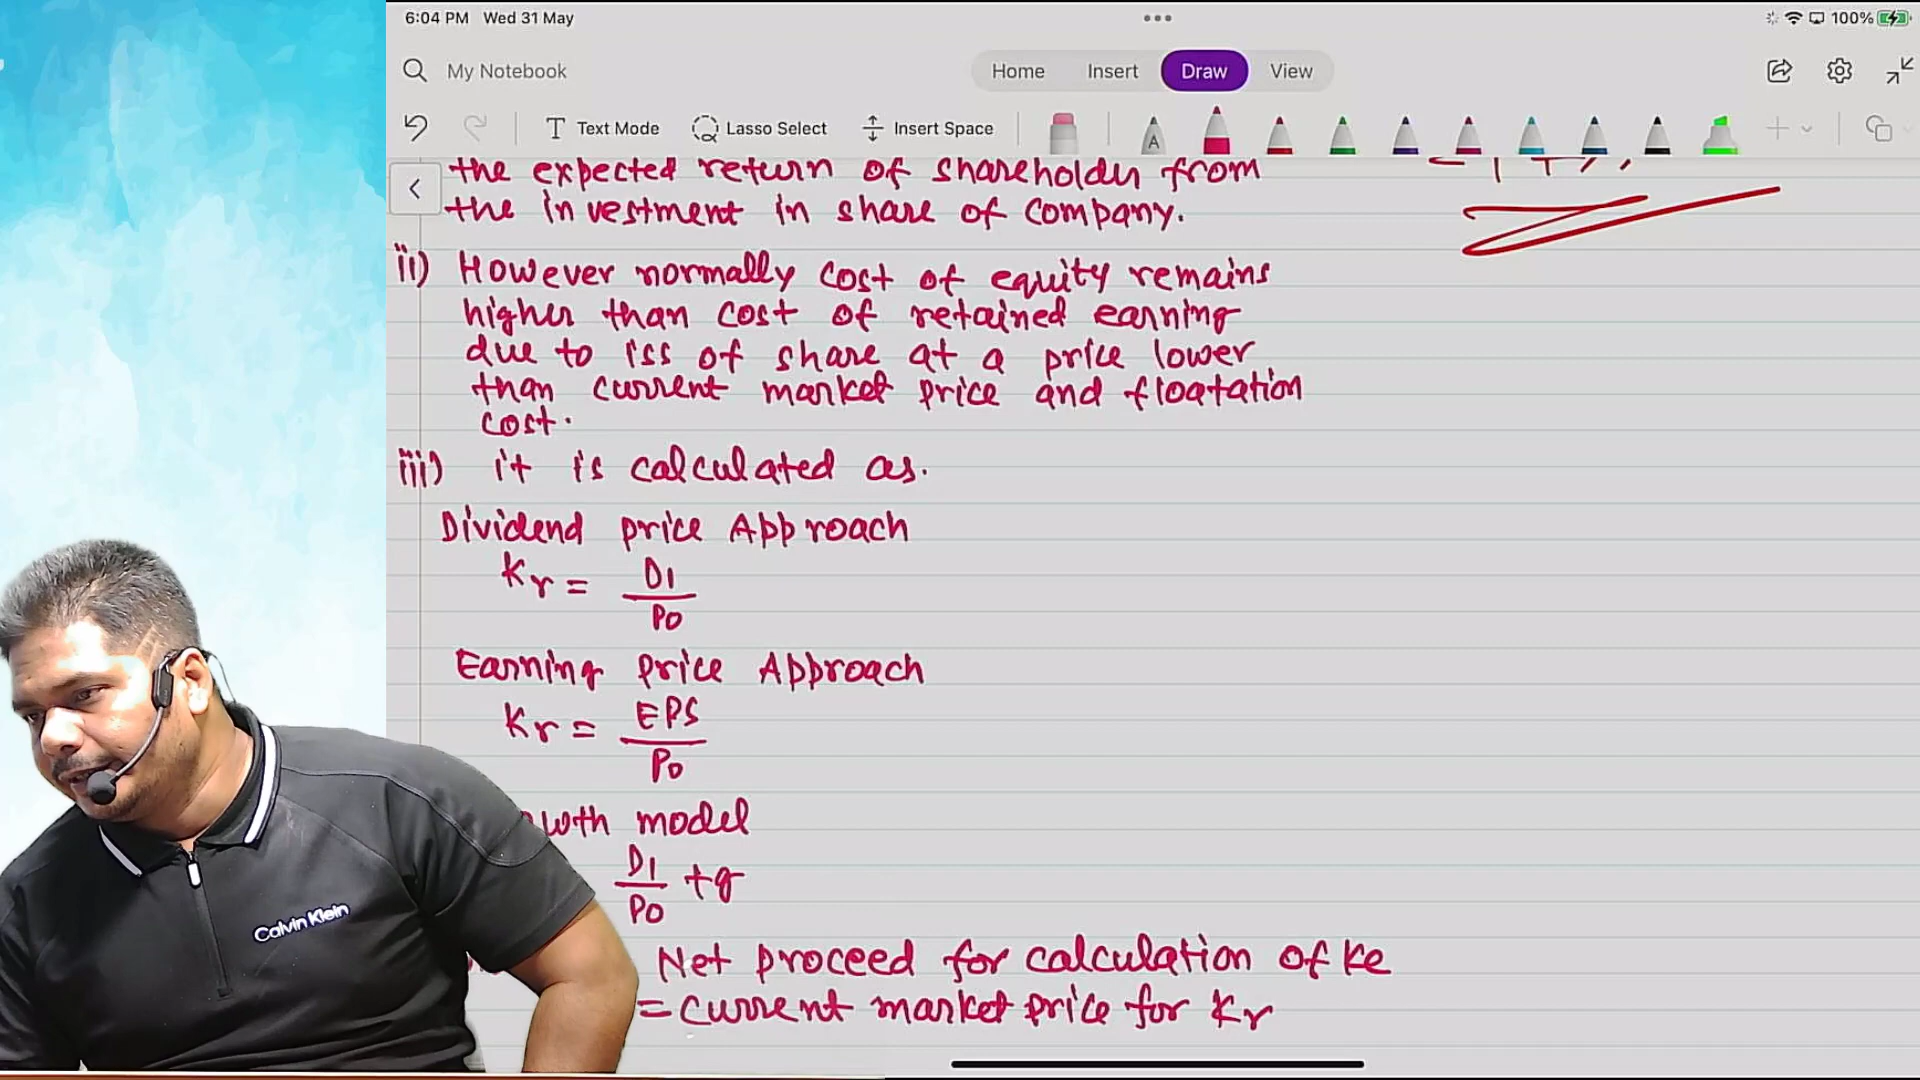 6:04 PM Wed 31 May
100%
My Notebook
Home Insert Draw View
Text Mode Lasso Select Insert Space
A
the expected return of shareholder from
the investment in share of company.
ii) However normally cost of equity remains
higher than cost of retained earning
due to iss of share at a price lower
than current market price and floatation
cost.
iii) it is calculated as.
Dividend price Approach
Kr = D1
P0
Earning price Approach
Kr = EPS
P0
wth model
D1 + g
P0
Net proceed for calculation of Ke
= current market price for Kr
Calvin Klein